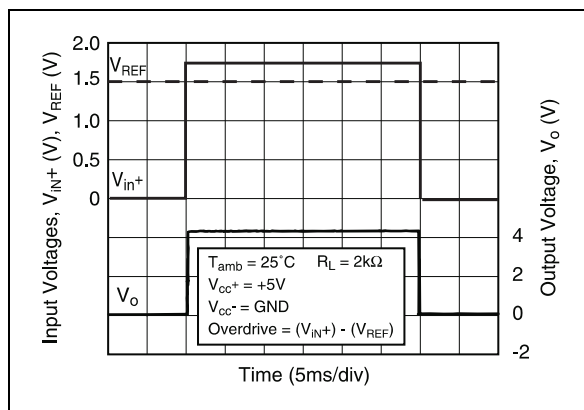 Input Voltages, ViN+ (V), VREF (V)
2.0
1.5
1.0
0.5
0
VREF
Vin+
Vo
Tamb = 25°C RL = 2kΩ
Vcc+ = +5V
Vcc- = GND
Overdrive = (ViN+) - (VREF)
4
2
0
-2
Output Voltage, Vo (V)
Time (5ms/div)